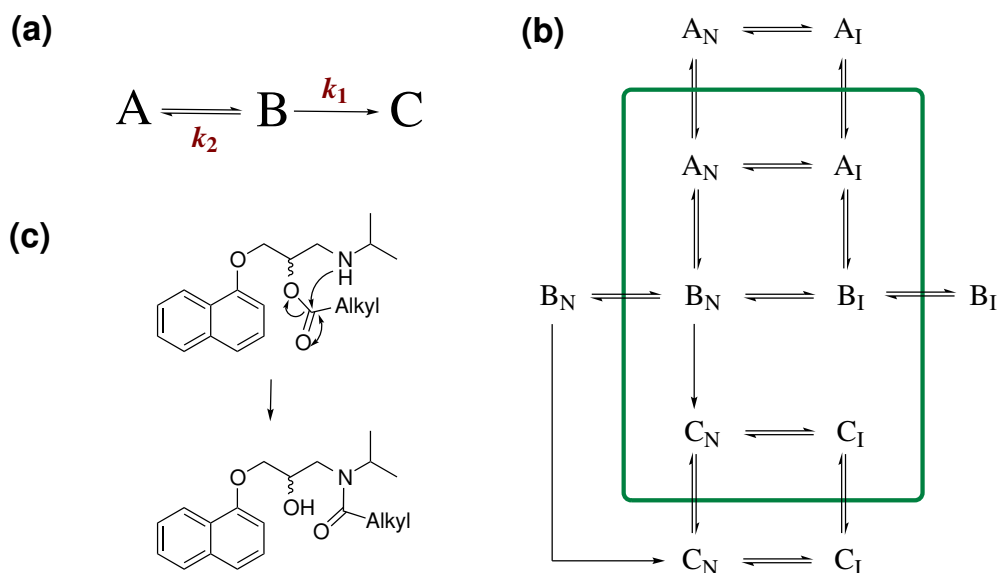 (a)
A B C
k1
k2
(b)
AN AI
AN AI
BN BN BI BI
CN CI
CN CI
(c)
O N
H
O
Alkyl
O
O N
OH
O Alkyl